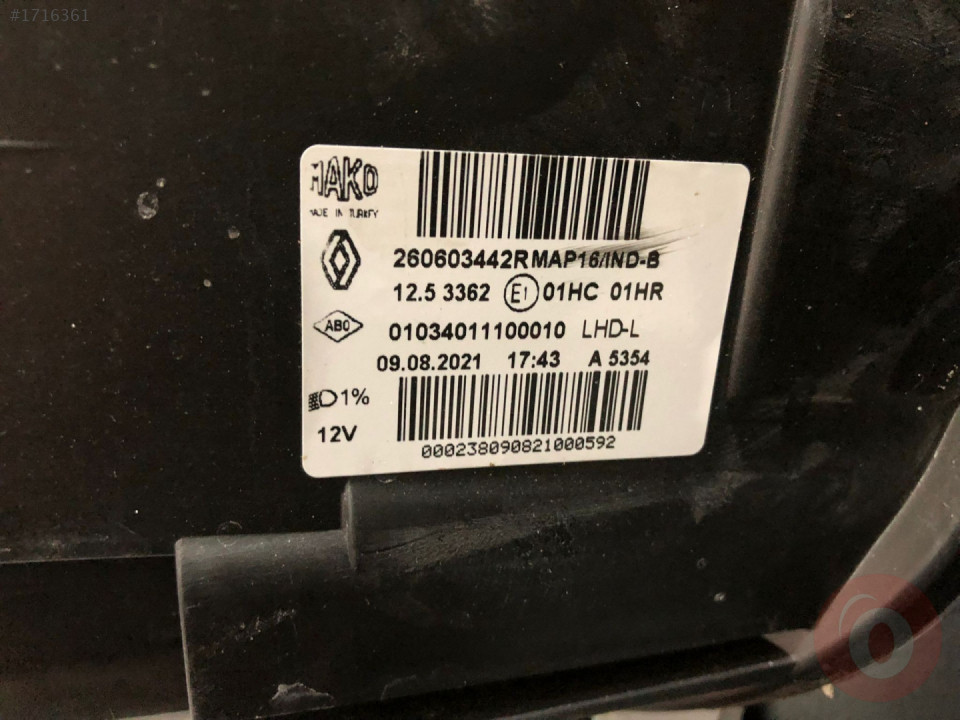 #1716361
MAKO
MADE IN TURKEY
260603442R MAP16/IND-B
12.5 3362 E1 01HC 01HR
ABO
01034011100010 LHD-L
09.08.2021 17:43 A 5354
1%
12V
000238090821000592